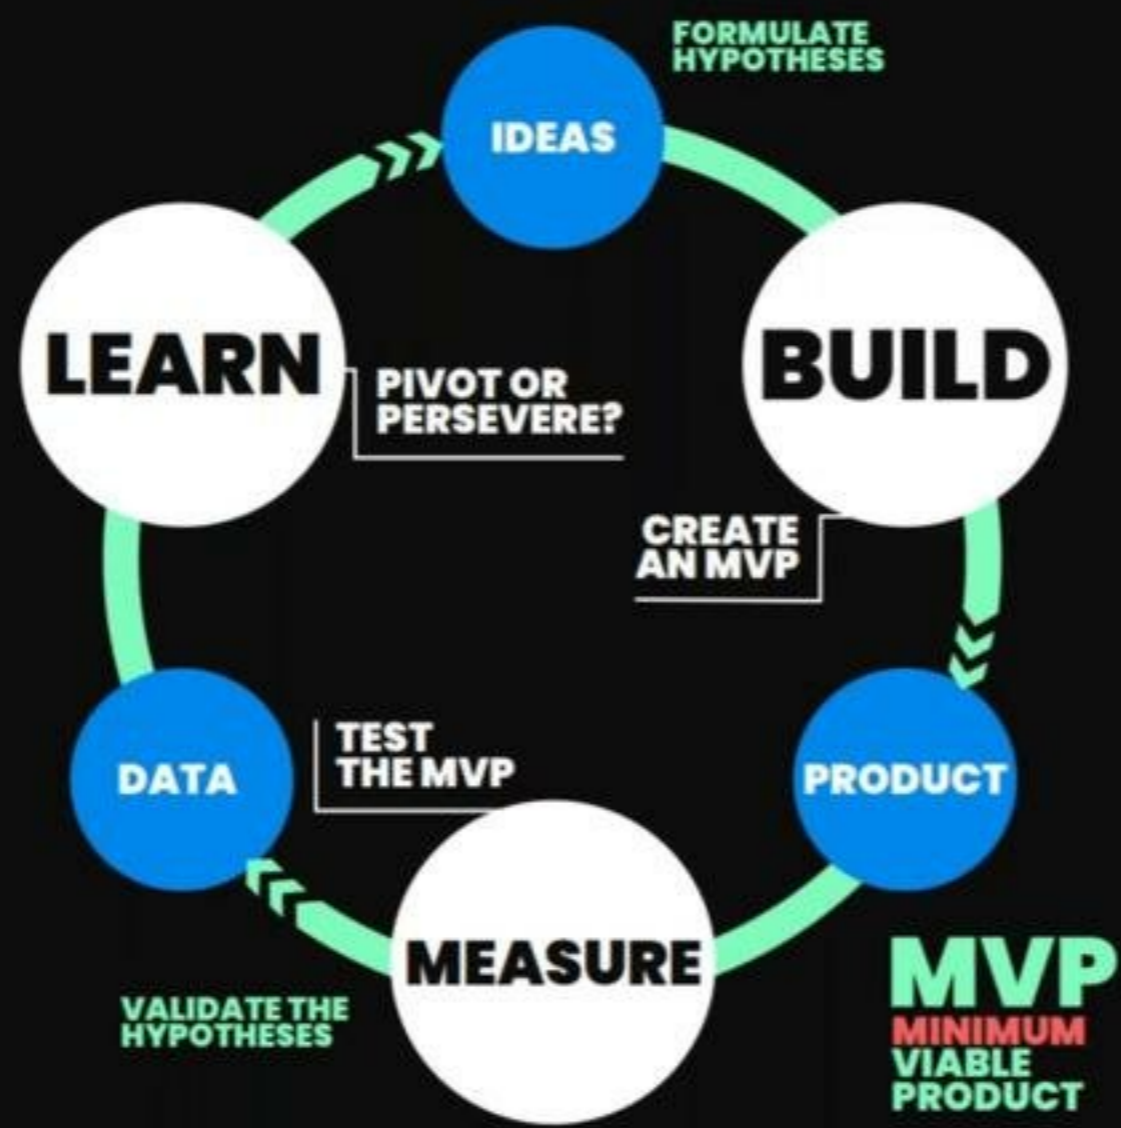 FORMULATE
HYPOTHESES
IDEAS
LEARN
BUILD
PIVOT OR
PERSEVERE?
CREATE
AN MVP
TEST
THE MVP
DATA
PRODUCT
MEASURE
VALIDATE THE
HYPOTHESES
MVP
MINIMUM
VIABLE
PRODUCT